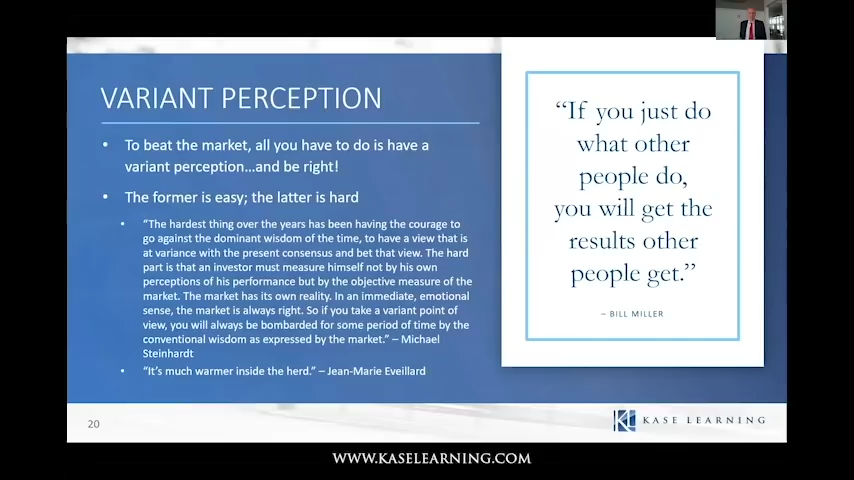 VARIANT PERCEPTION
• To beat the market, all you have to do is have a
variant perception...and be right!
• The former is easy; the latter is hard
• “The hardest thing over the years has been having the courage to
go against the dominant wisdom of the time, to have a view that is
at variance with the present consensus and bet that view. The hard
part is that an investor must measure himself not by his own
perceptions of his performance but by the objective measure of the
market. The market has its own reality. In an immediate, emotional
sense, the market is always right. So if you take a variant point of
view, you will always be bombarded for some period of time by the
conventional wisdom as expressed by the market.” – Michael
Steinhardt
• “It’s much warmer inside the herd.” – Jean-Marie Eveillard
“If you just do
what other
people do,
you will get the
results other
people get.”
– BILL MILLER
20
KASE LEARNING
WWW.KASELEARNING.COM